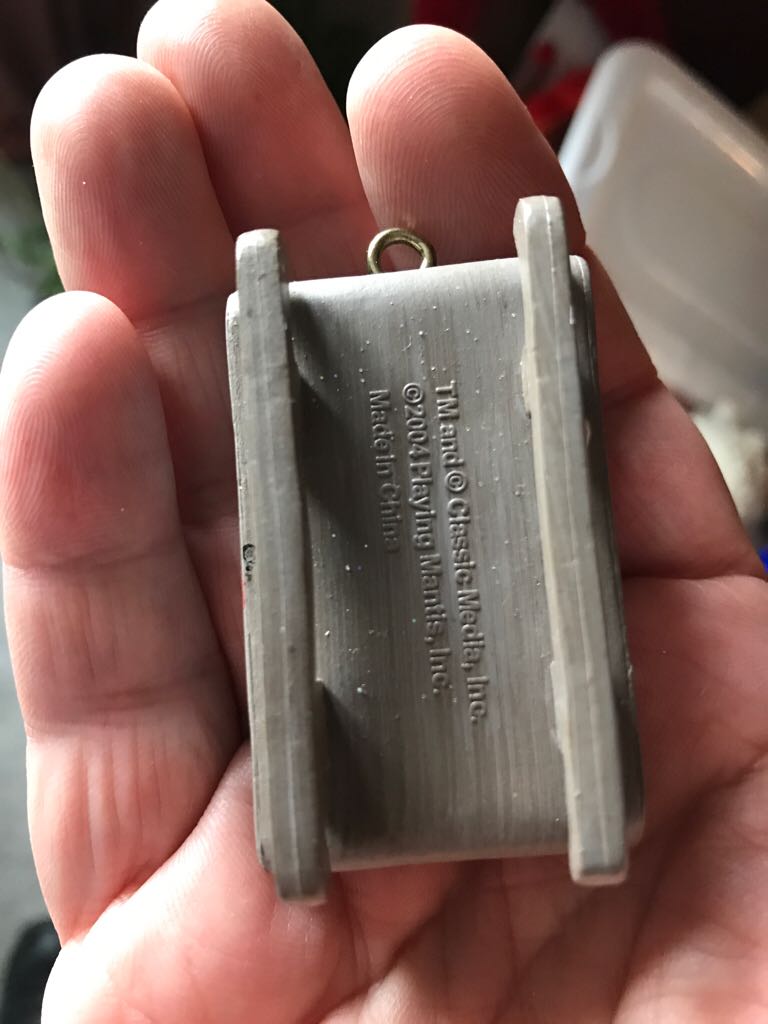 TM and © Classic Media, Inc.
©2004 Playing Mantis, Inc.
Made in China